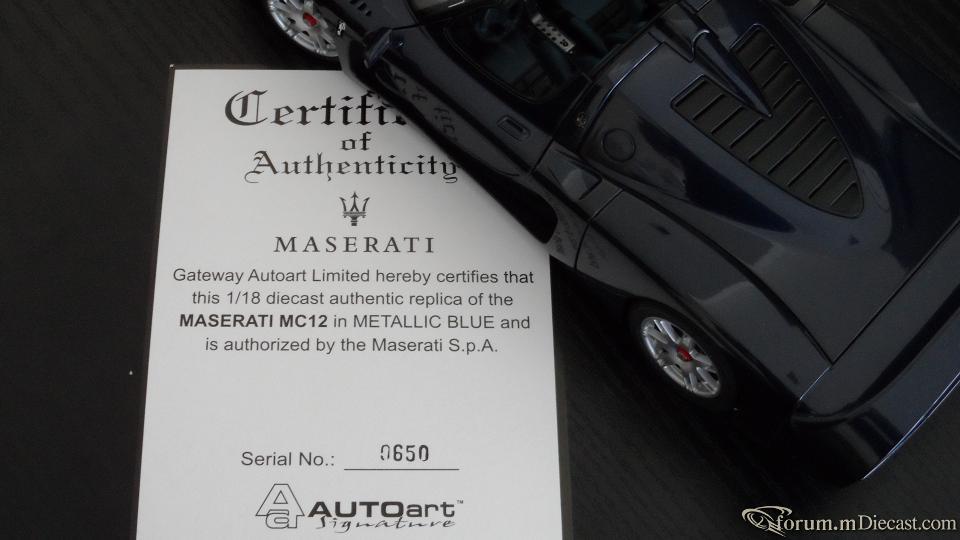 Certifi
of
Authenticity
MASERATI
Gateway Autoart Limited hereby certifies that
this 1/18 diecast authentic replica of the
MASERATI MC12 in METALLIC BLUE and
is authorized by the Maserati S.p.A.
Serial No.: 0650
AUTOart™
Signature
forum.mDiecast.com